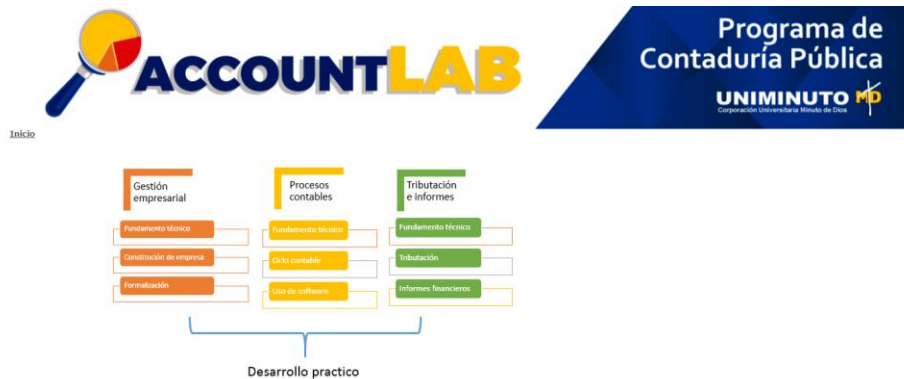 ACCOUNTLAB
Programa de
Contaduría Pública
UNIMINUTO MD
Corporación Universitaria Minuto de Dios
Inicio
Gestión
empresarial
Fundamento técnico
Constitución de empresa
Formalización
Procesos
contables
Fundamento técnico
Ciclo contable
Uso de software
Tributación
e informes
Fundamento técnico
Tributación
Informes financieros
Desarrollo practico